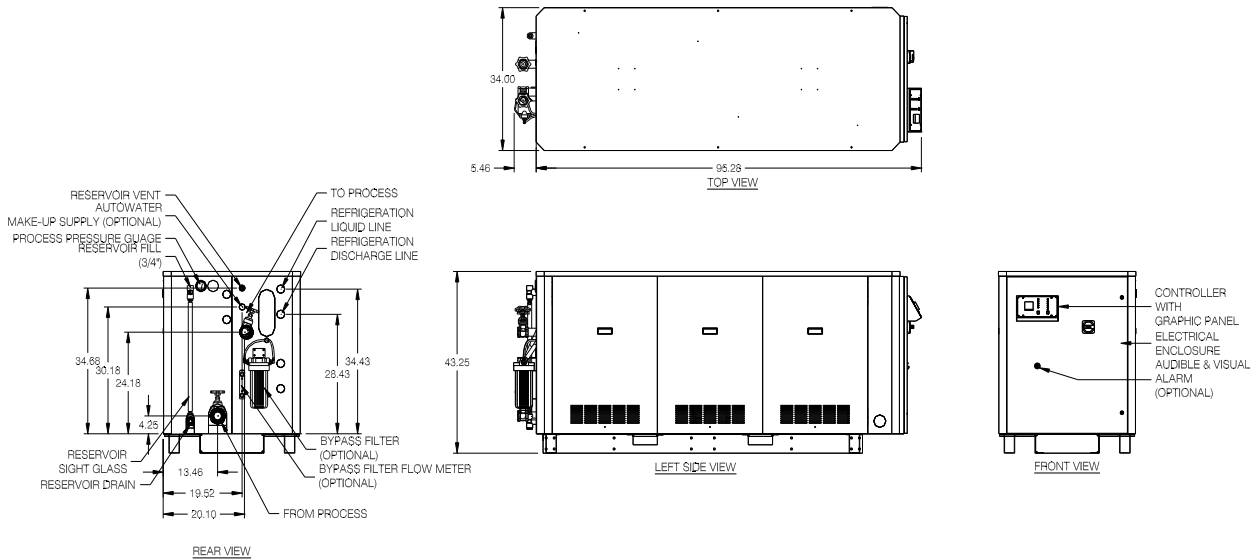 34.00
5.46
95.28
TOP VIEW
RESERVOIR VENT
AUTOWATER
MAKE-UP SUPPLY (OPTIONAL)
PROCESS PRESSURE GUAGE
RESERVOIR FILL
(3/4")
TO PROCESS
REFRIGERATION
LIQUID LINE
REFRIGERATION
DISCHARGE LINE
34.68
30.18
24.18
4.25
34.43
28.43
RESERVOIR
SIGHT GLASS
RESERVOIR DRAIN
13.46
19.52
20.10
BYPASS FILTER
(OPTIONAL)
BYPASS FILTER FLOW METER
(OPTIONAL)
FROM PROCESS
REAR VIEW
43.25
LEFT SIDE VIEW
CONTROLLER
WITH
GRAPHIC PANEL
ELECTRICAL
ENCLOSURE
AUDIBLE & VISUAL
ALARM
(OPTIONAL)
FRONT VIEW